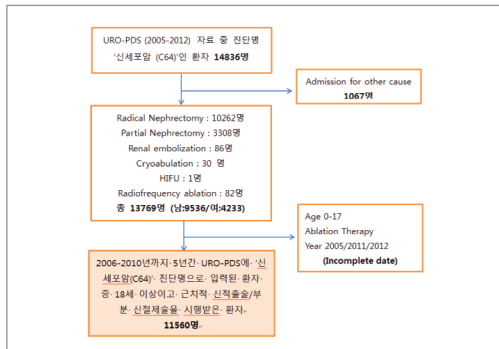 URO-PDS (2005-2012) 자료 중 진단명
'신세포암 (C64)'인 환자 14836명
Admission for other cause
1067명
Radical Nephrectomy : 10262명
Partial Nephrectomy : 3308명
Renal embolization : 86명
Cryoabulation : 30 명
HIFU : 1명
Radiofrequency ablation : 82명
총 13769명 (남:9536/여:4233)
Age 0-17
Ablation Therapy
Year 2005/2011/2012
(Incomplete date)
2006-2010년까지·5년간·URO-PDS에·'신
세포암(C64)'·진단명으로·입력된·환자·
중·18세·이상이고·근치적·신적출술/부
분·신절제술을·시행받은·환자.
11560명